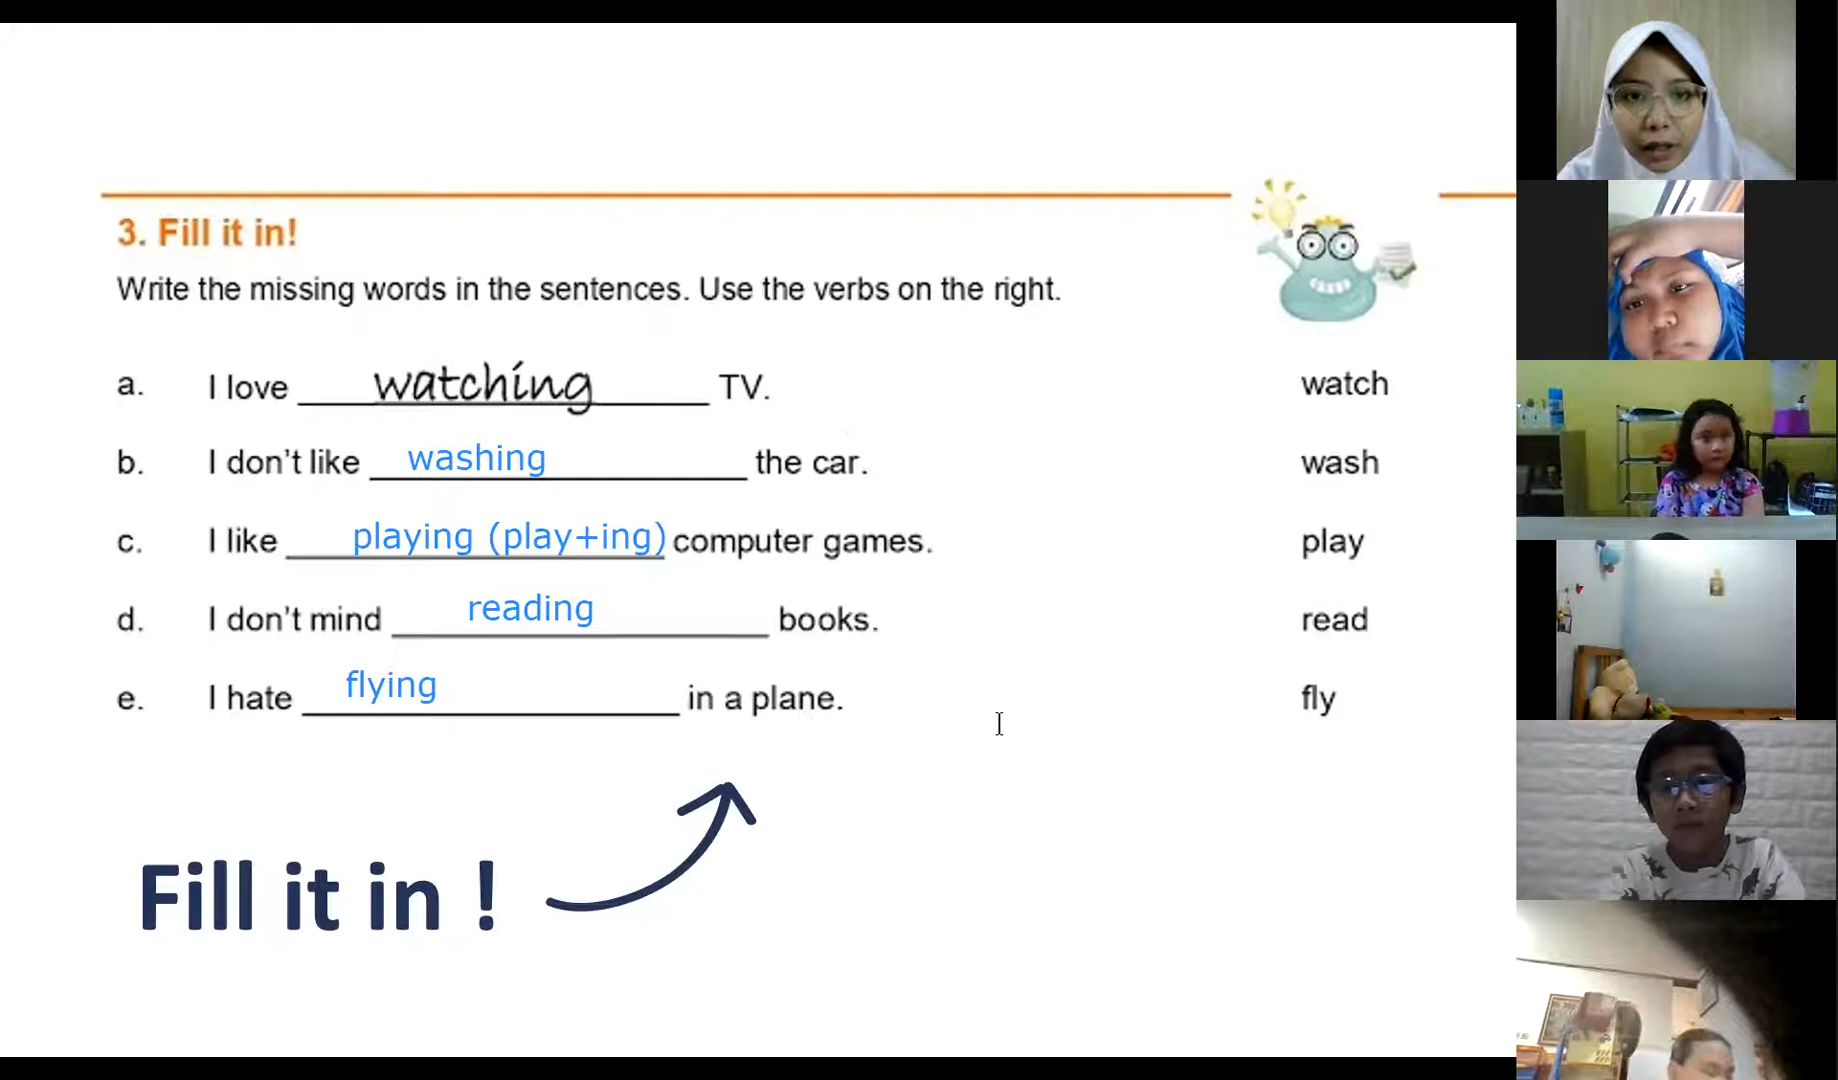 3. Fill it in!
Write the missing words in the sentences. Use the verbs on the right.
a. I love watching TV. watch
b. I don't like washing the car. wash
c. I like playing (play+ing) computer games. play
d. I don't mind reading books. read
e. I hate flying in a plane. fly
Fill it in !